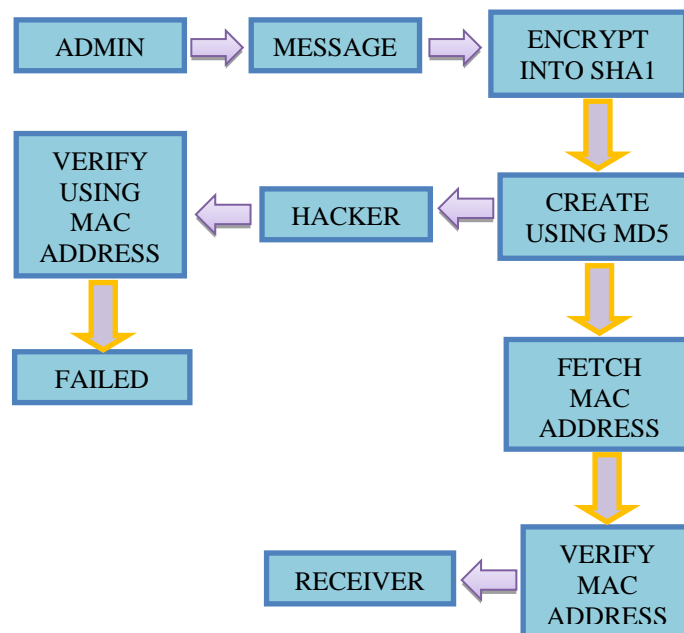 ADMIN
MESSAGE
ENCRYPT
INTO SHA1
VERIFY
USING
MAC
ADDRESS
HACKER
CREATE
USING MD5
FAILED
FETCH
MAC
ADDRESS
RECEIVER
VERIFY
MAC
ADDRESS